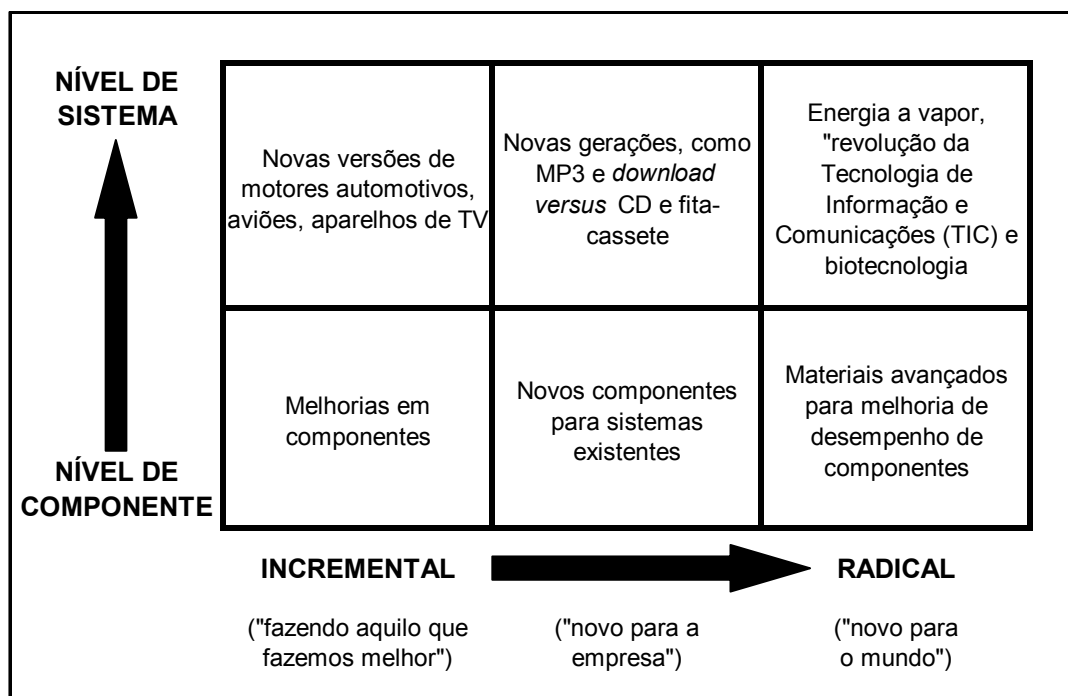 NÍVEL DE
SISTEMA
Novas versões de
motores automotivos,
aviões, aparelhos de TV
Novas gerações, como
MP3 e download
versus CD e fita-
cassete
Energia a vapor,
"revolução da
Tecnologia de
Informação e
Comunicações (TIC) e
biotecnologia
NÍVEL DE
COMPONENTE
Melhorias em
componentes
Novos componentes
para sistemas
existentes
Materiais avançados
para melhoria de
desempenho de
componentes
INCREMENTAL
RADICAL
("fazendo aquilo que
fazemos melhor")
("novo para a
empresa")
("novo para
o mundo")